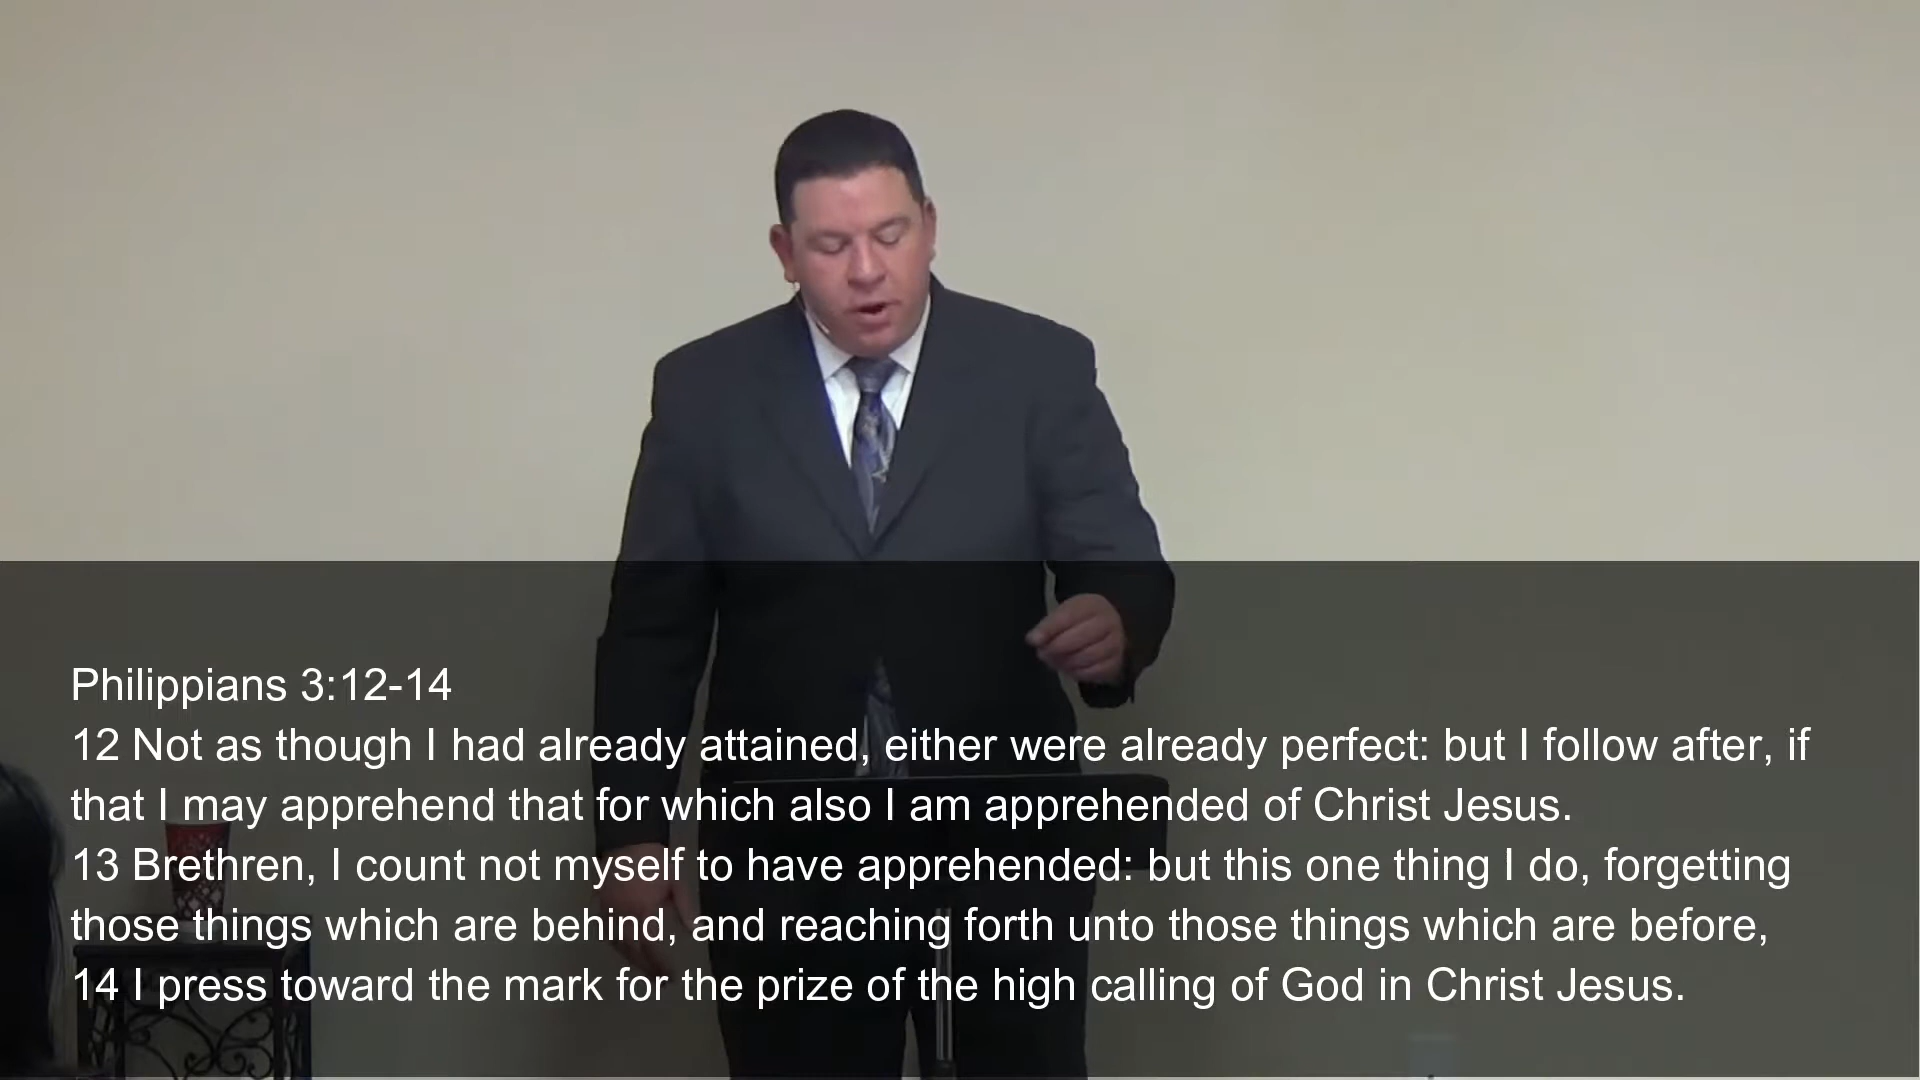 Philippians 3:12-14
12 Not as though I had already attained, either were already perfect: but I follow after, if
that I may apprehend that for which also I am apprehended of Christ Jesus.
13 Brethren, I count not myself to have apprehended: but this one thing I do, forgetting
those things which are behind, and reaching forth unto those things which are before,
14 I press toward the mark for the prize of the high calling of God in Christ Jesus.